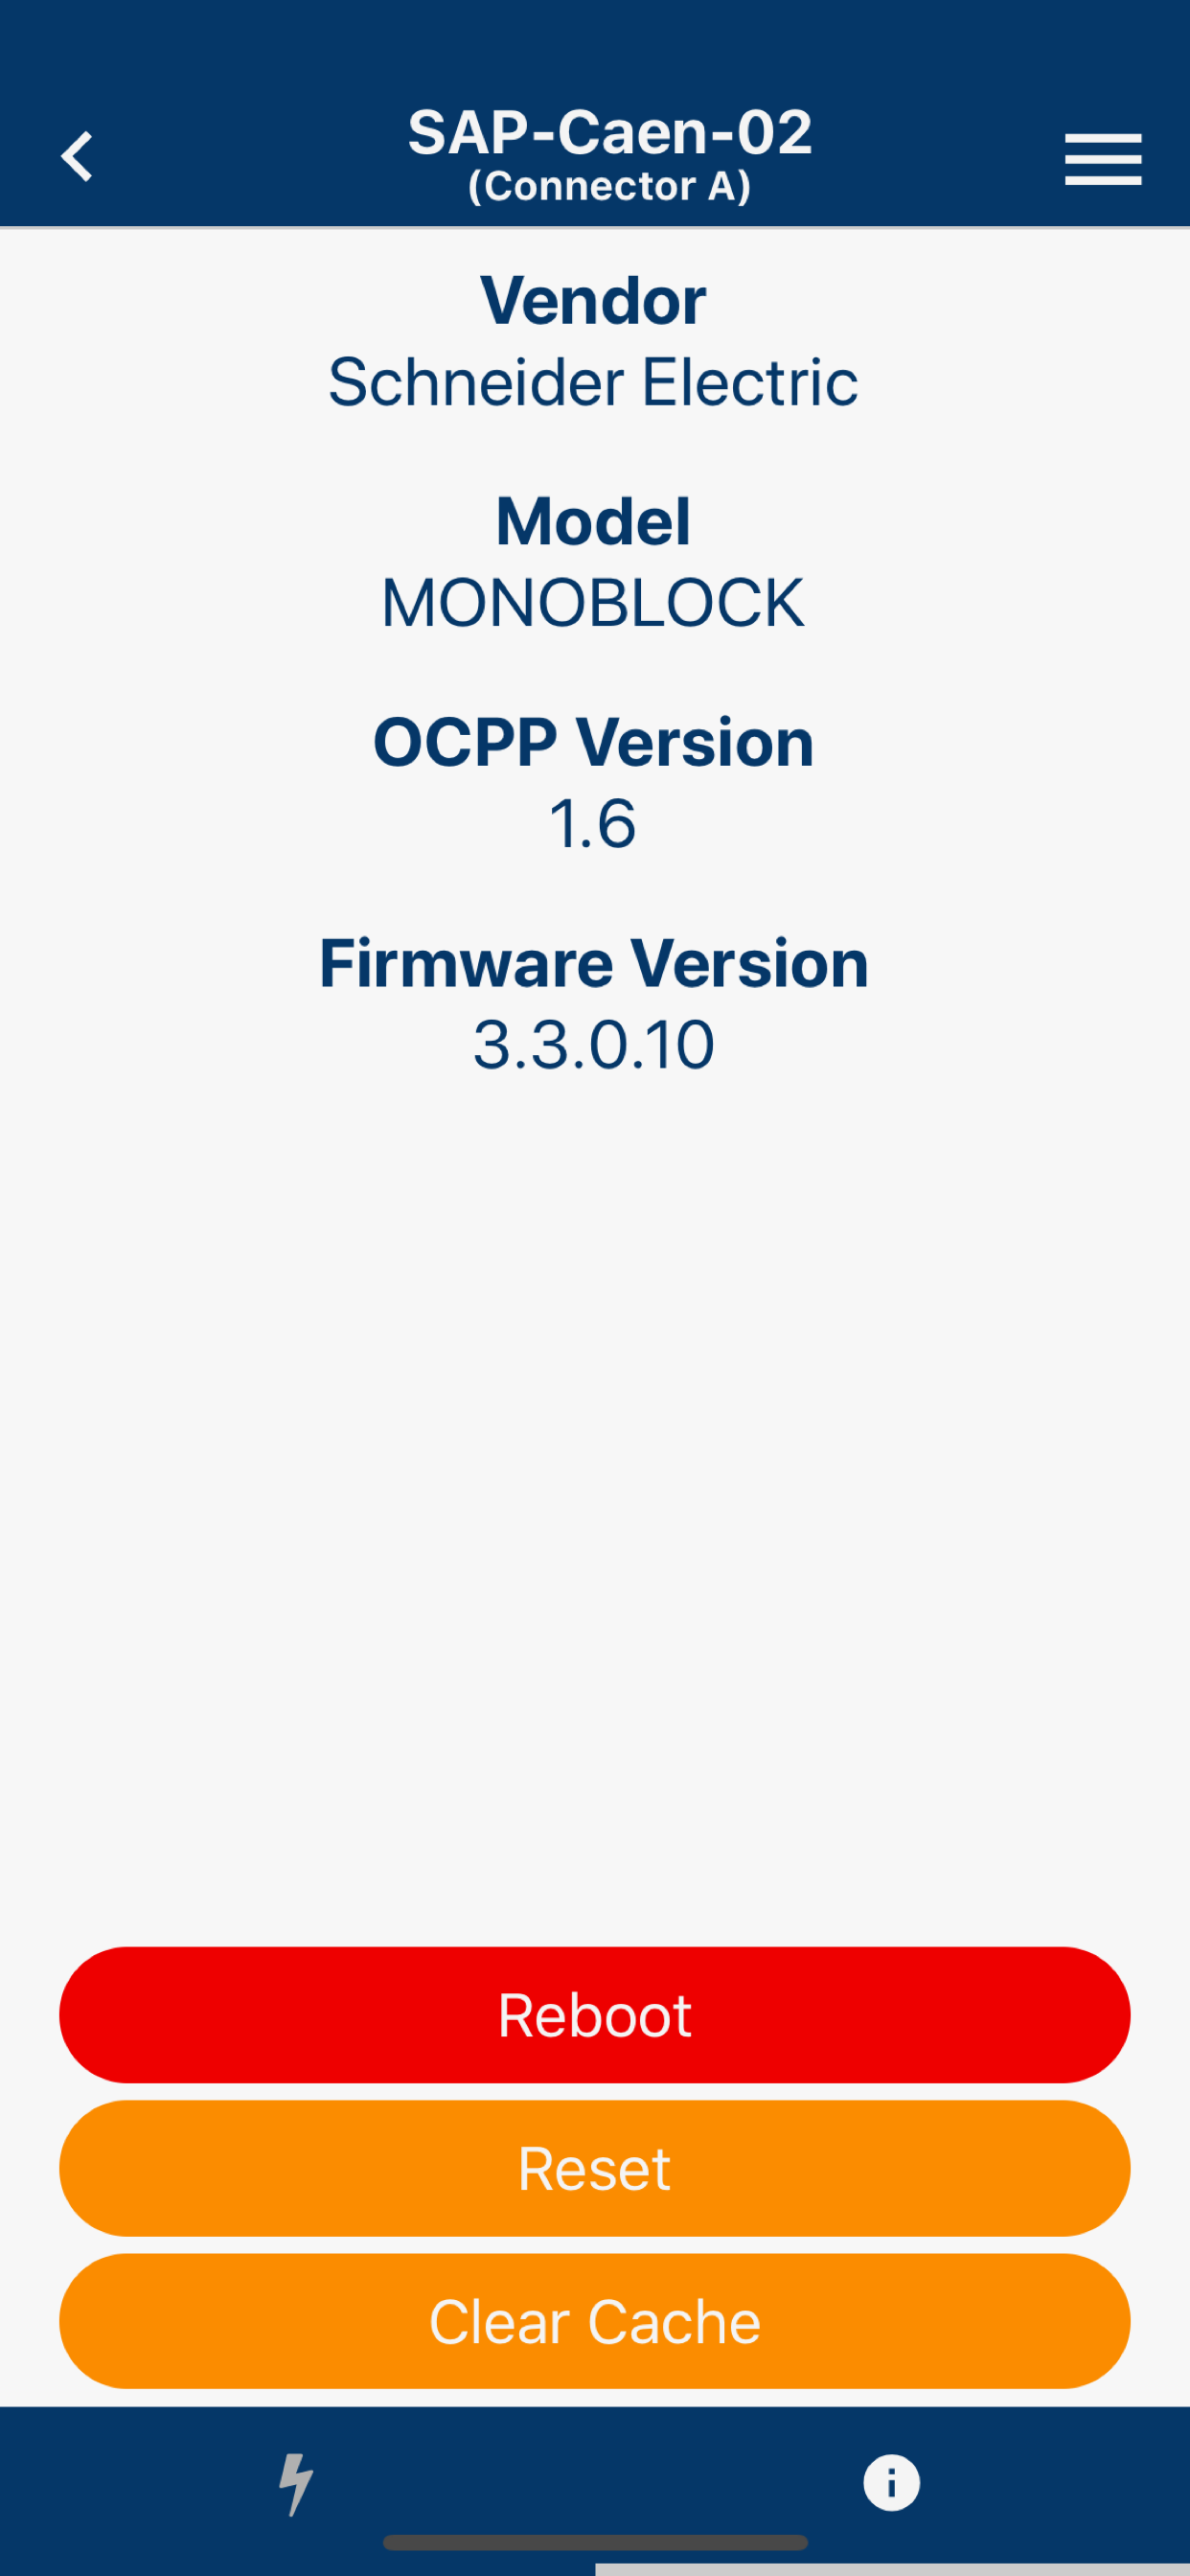 SAP-Caen-02
(Connector A)
Vendor
Schneider Electric
Model
MONOBLOCK
OCPP Version
1.6
Firmware Version
3.3.0.10
Reboot
Reset
Clear Cache